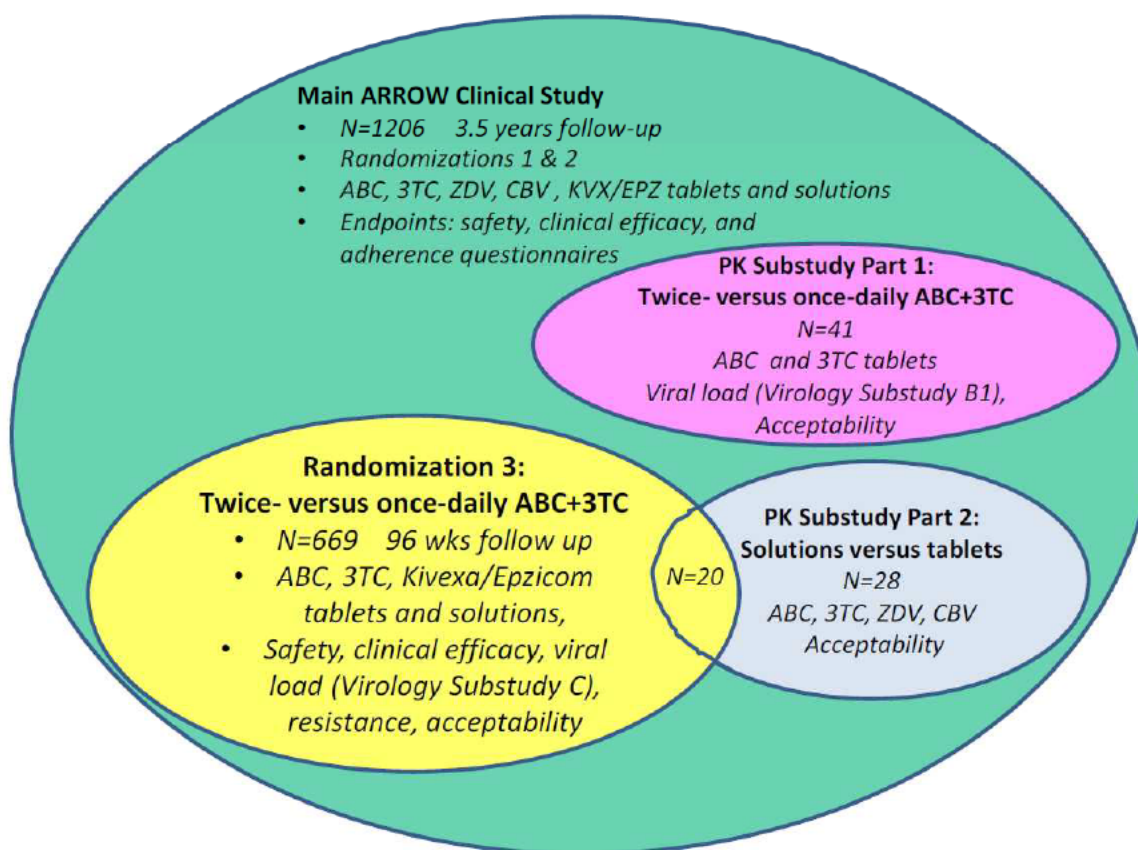 Main ARROW Clinical Study
• N=1206 3.5 years follow-up
• Randomizations 1 & 2
• ABC, 3TC, ZDV, CBV , KVX/EPZ tablets and solutions
• Endpoints: safety, clinical efficacy, and
adherence questionnaires
PK Substudy Part 1:
Twice- versus once-daily ABC+3TC
N=41
ABC and 3TC tablets
Viral load (Virology Substudy B1),
Acceptability
Randomization 3:
Twice- versus once-daily ABC+3TC
• N=669 96 wks follow up
• ABC, 3TC, Kivexa/Epzicom
tablets and solutions,
• Safety, clinical efficacy, viral
load (Virology Substudy C),
resistance, acceptability
N=20
PK Substudy Part 2:
Solutions versus tablets
N=28
ABC, 3TC, ZDV, CBV
Acceptability